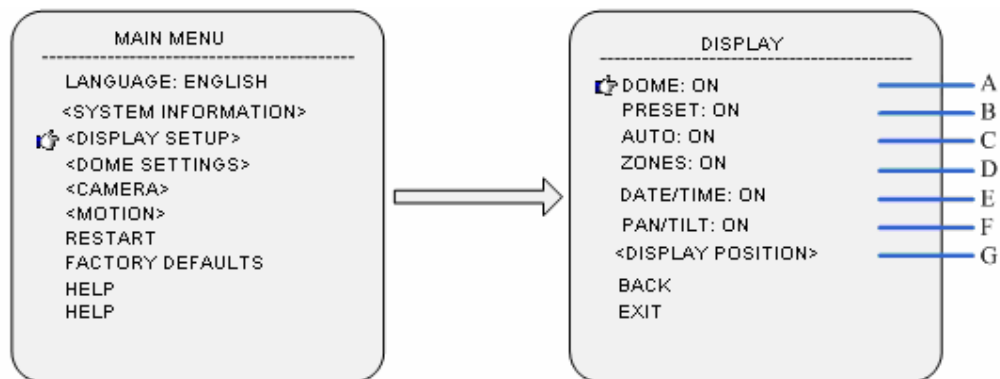 MAIN MENU
LANGUAGE: ENGLISH
<SYSTEM INFORMATION>
<DISPLAY SETUP>
<DOME SETTINGS>
<CAMERA>
<MOTION>
RESTART
FACTORY DEFAULTS
HELP
HELP
DISPLAY
DOME: ON A
PRESET: ON B
AUTO: ON C
ZONES: ON D
DATE/TIME: ON E
PAN/TILT: ON F
<DISPLAY POSITION> G
BACK
EXIT